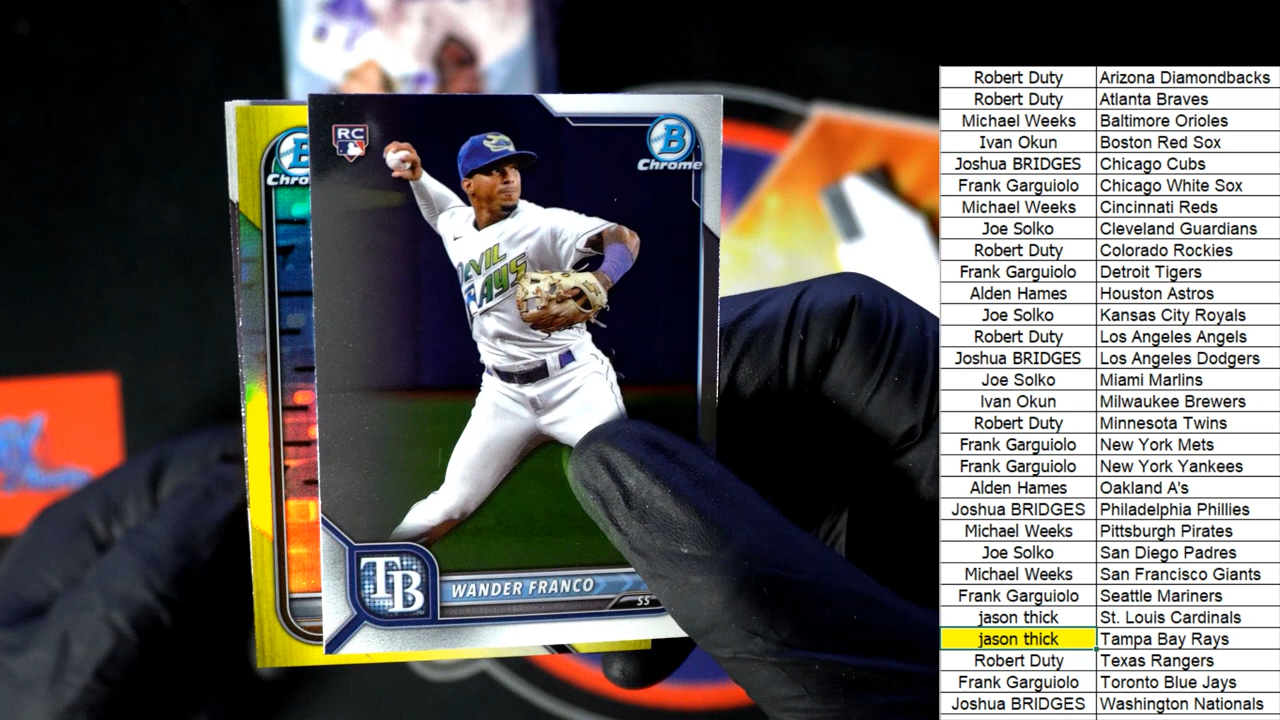 RC
B
Chrome
B
Chro
DEVIL
RAYS
TB
WANDER FRANCO
SS
Robert Duty Arizona Diamondbacks
Robert Duty Atlanta Braves
Michael Weeks Baltimore Orioles
Ivan Okun Boston Red Sox
Joshua BRIDGES Chicago Cubs
Frank Garguiolo Chicago White Sox
Michael Weeks Cincinnati Reds
Joe Solko Cleveland Guardians
Robert Duty Colorado Rockies
Frank Garguiolo Detroit Tigers
Alden Hames Houston Astros
Joe Solko Kansas City Royals
Robert Duty Los Angeles Angels
Joshua BRIDGES Los Angeles Dodgers
Joe Solko Miami Marlins
Ivan Okun Milwaukee Brewers
Robert Duty Minnesota Twins
Frank Garguiolo New York Mets
Frank Garguiolo New York Yankees
Alden Hames Oakland A's
Joshua BRIDGES Philadelphia Phillies
Michael Weeks Pittsburgh Pirates
Joe Solko San Diego Padres
Michael Weeks San Francisco Giants
Frank Garguiolo Seattle Mariners
jason thick St. Louis Cardinals
jason thick Tampa Bay Rays
Robert Duty Texas Rangers
Frank Garguiolo Toronto Blue Jays
Joshua BRIDGES Washington Nationals